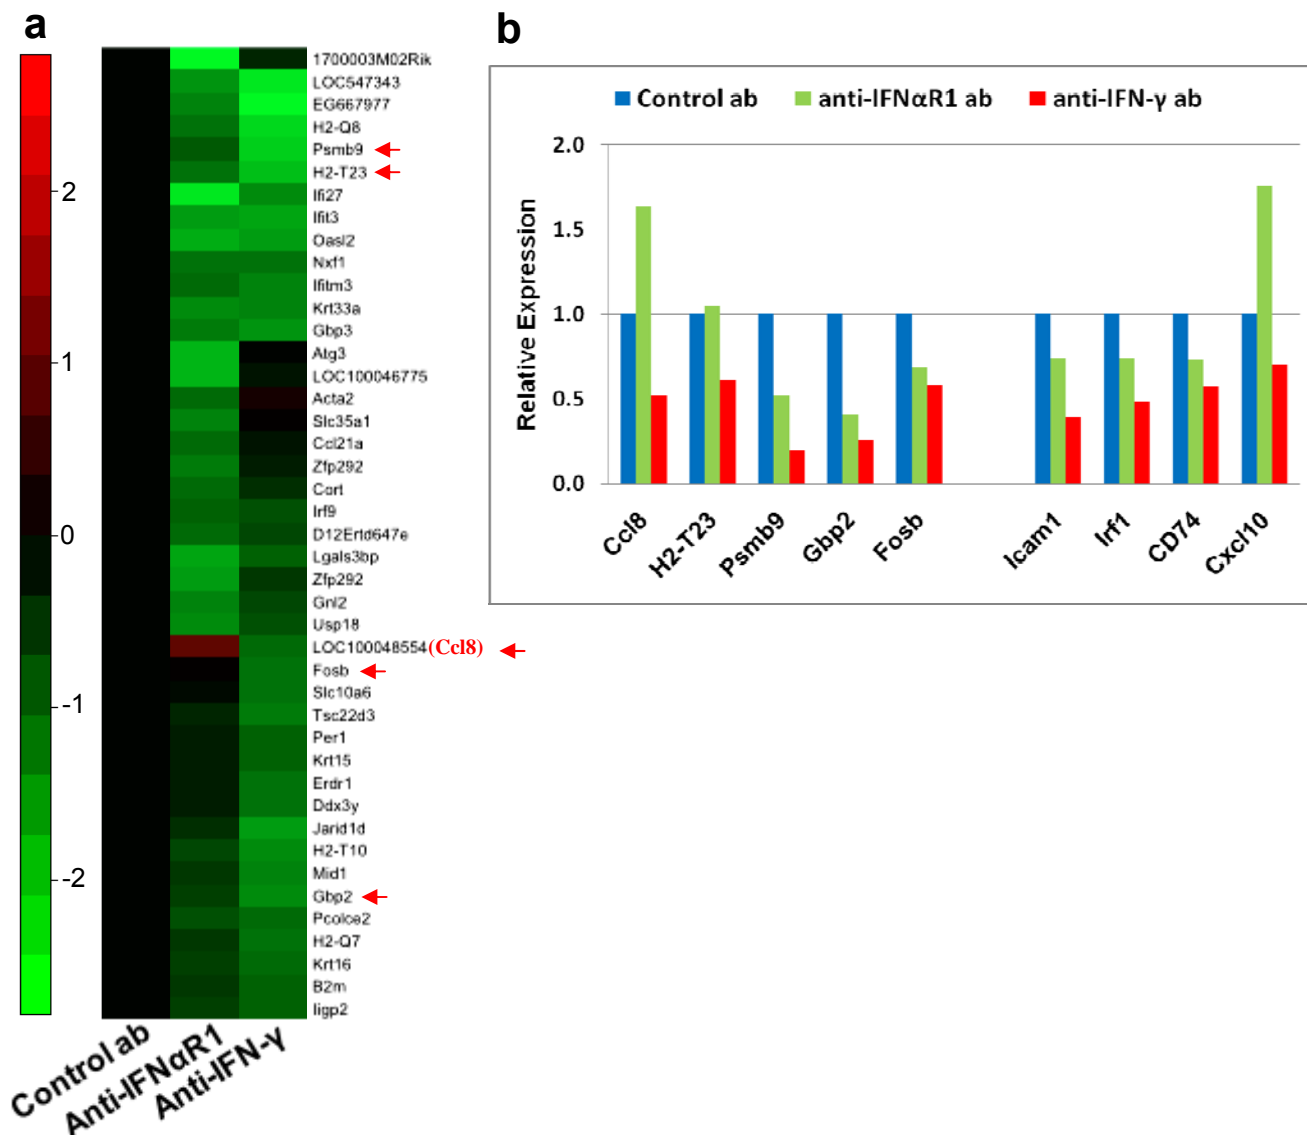 a
2
1
0
-1
-2
1700003M02Rik
LOC547343
EG667977
H2-Q8
Psmb9
H2-T23
Ifi27
Ifit3
Oasl2
Nxf1
Ifitm3
Krt33a
Gbp3
Atg3
LOC100046775
Acta2
Slc35a1
Ccl21a
Zfp292
Cort
Irf9
D12Ertd647e
Lgals3bp
Zfp292
Gnl2
Usp18
LOC100048554(Ccl8)
Fosb
Slc10a6
Tsc22d3
Per1
Krt15
Erdr1
Ddx3y
Jarid1d
H2-T10
Mid1
Gbp2
Pcolce2
H2-Q7
Krt16
B2m
Iigp2
Control ab
Anti-IFNαR1
Anti-IFN-γ
b
Control ab anti-IFNαR1 ab anti-IFN-γ ab
Relative Expression
2.0
1.5
1.0
0.5
0.0
Ccl8
H2-T23
Psmb9
Gbp2
Fosb
Icam1
Irf1
CD74
Cxcl10